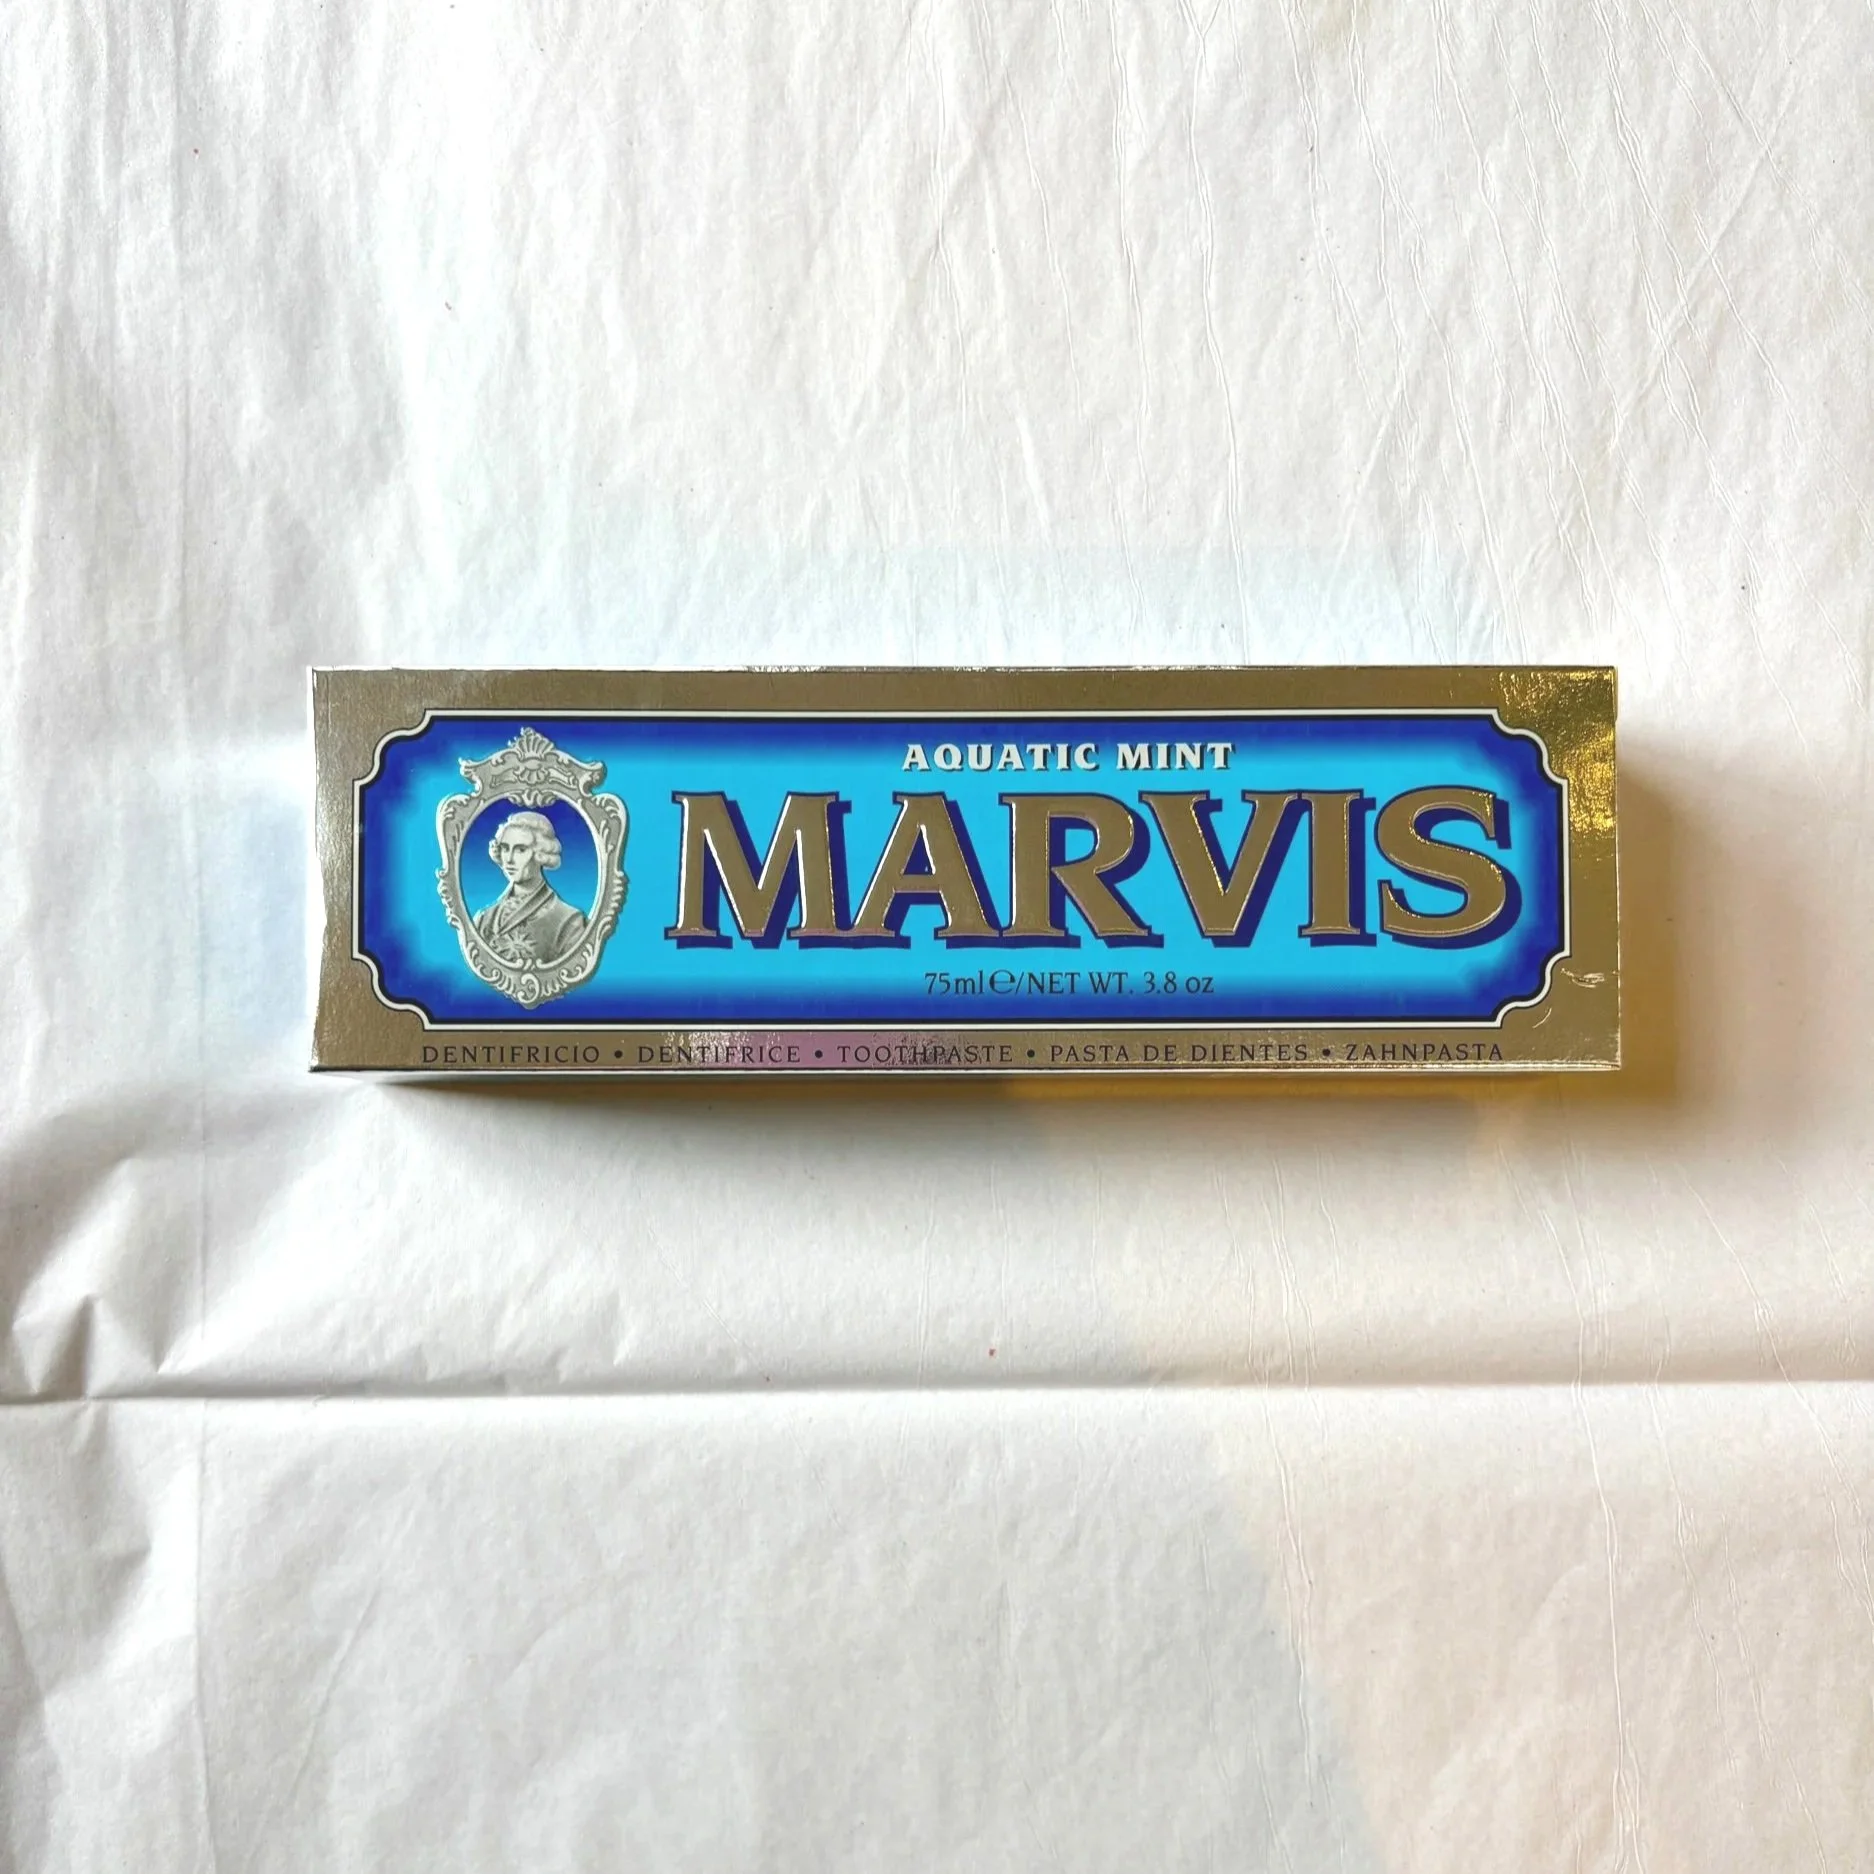 AQUATIC MINT
MARVIS
75ml ℮/NET WT. 3.8 oz
DENTIFRICIO • DENTIFRICE • TOOTHPASTE • PASTA DE DIENTES • ZAHNPASTA